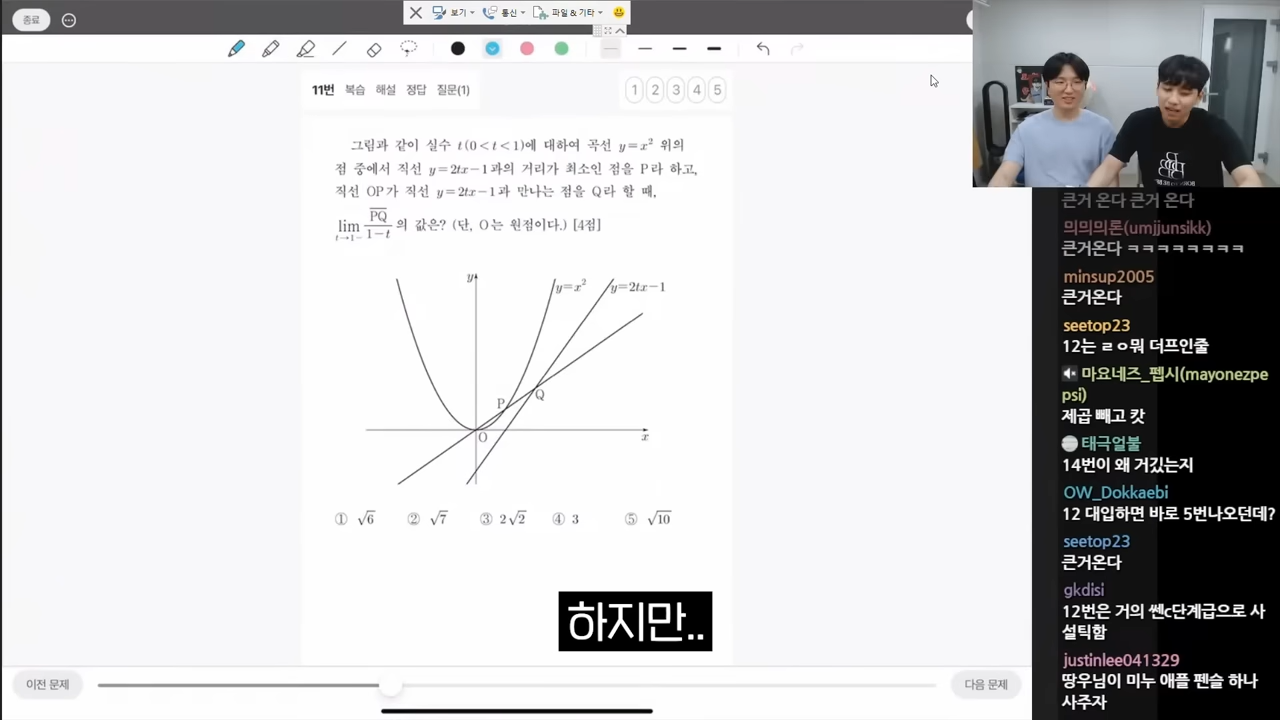 종료
보기
통신
파일 & 기타
11번 복습 해설 정답 질문(1)
1 2 3 4 5
그림과 같이 실수 t(0<t<1)에 대하여 곡선 y=x² 위의
점 중에서 직선 y=2tx−1과의 거리가 최소인 점을 P라 하고,
직선 OP가 직선 y=2tx−1과 만나는 점을 Q라 할 때,
lim t→1− PQ/1−t 의 값은? (단, O는 원점이다.) [4점]
y
y=x²
y=2tx−1
P
Q
O
x
① √6 ② √7 ③ 2√2 ④ 3 ⑤ √10
하지만..
이전 문제
다음 문제
큰거 온다 큰거 온다
믜믜믜론(umjjunsikk)
큰거온다 ㅋㅋㅋㅋㅋㅋㅋㅋ
minsup2005
큰거온다
seetop23
12는 ㄹㅇ뭐 더프인줄
마요네즈_펩시(mayonezpe
psi)
제곱 빼고 캇
태극얼불
14번이 왜 거깄는지
OW_Dokkaebi
12 대입하면 바로 5번나오던데?
seetop23
큰거온다
gkdisi
12번은 거의 쎈c단계급으로 사
설틱함
justinlee041329
땅우님이 미누 애플 펜슬 하나
사주자